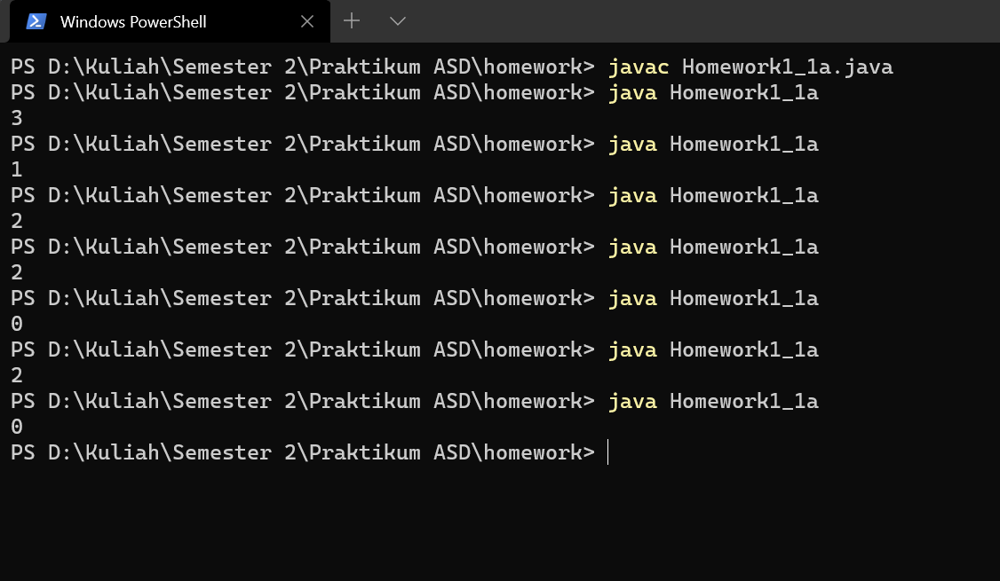 Windows PowerShell
PS D:\Kuliah\Semester 2\Praktikum ASD\homework> javac Homework1_1a.java
PS D:\Kuliah\Semester 2\Praktikum ASD\homework> java Homework1_1a
3
PS D:\Kuliah\Semester 2\Praktikum ASD\homework> java Homework1_1a
1
PS D:\Kuliah\Semester 2\Praktikum ASD\homework> java Homework1_1a
2
PS D:\Kuliah\Semester 2\Praktikum ASD\homework> java Homework1_1a
2
PS D:\Kuliah\Semester 2\Praktikum ASD\homework> java Homework1_1a
0
PS D:\Kuliah\Semester 2\Praktikum ASD\homework> java Homework1_1a
2
PS D:\Kuliah\Semester 2\Praktikum ASD\homework> java Homework1_1a
0
PS D:\Kuliah\Semester 2\Praktikum ASD\homework>